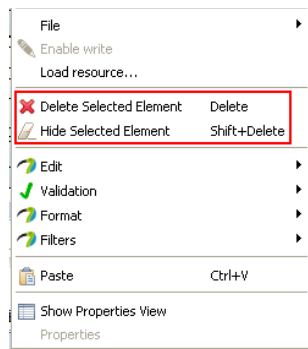 File
Enable write
Load resource...
Delete Selected Element Delete
Hide Selected Element Shift+Delete
Edit
Validation
Format
Filters
Paste Ctrl+V
Show Properties View
Properties